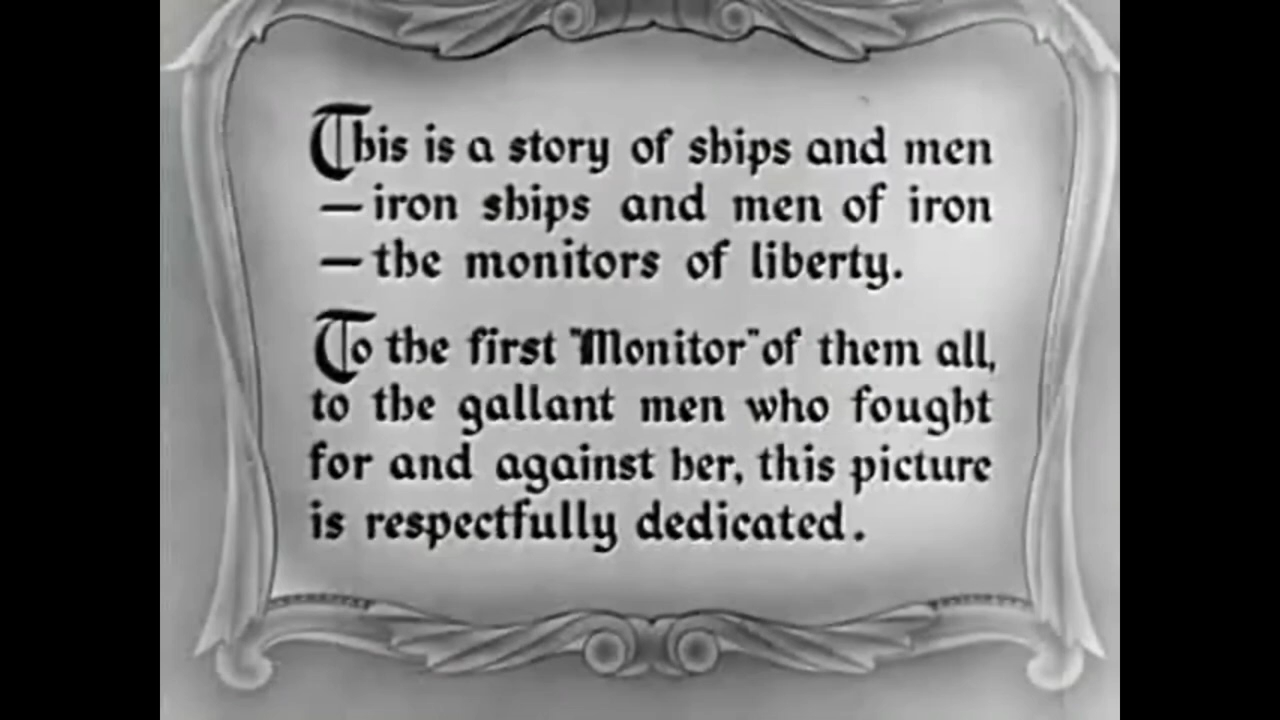 This is a story of ships and men
—iron ships and men of iron
—the monitors of liberty.
To the first "Monitor" of them all,
to the gallant men who fought
for and against her, this picture
is respectfully dedicated.